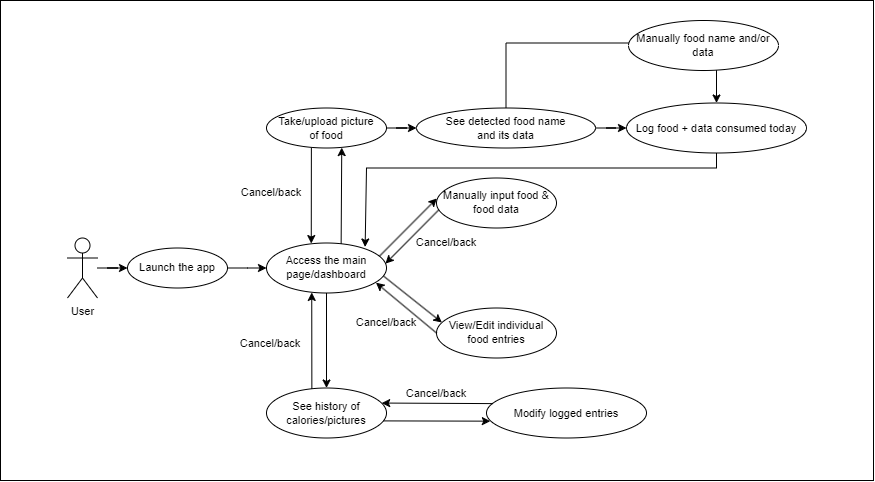 Manually food name and/or
data
Take/upload picture
of food
See detected food name
and its data
Log food + data consumed today
Cancel/back
Manually input food &
food data
Cancel/back
User
Launch the app
Access the main
page/dashboard
Cancel/back
View/Edit individual
food entries
Cancel/back
Cancel/back
See history of
calories/pictures
Modify logged entries